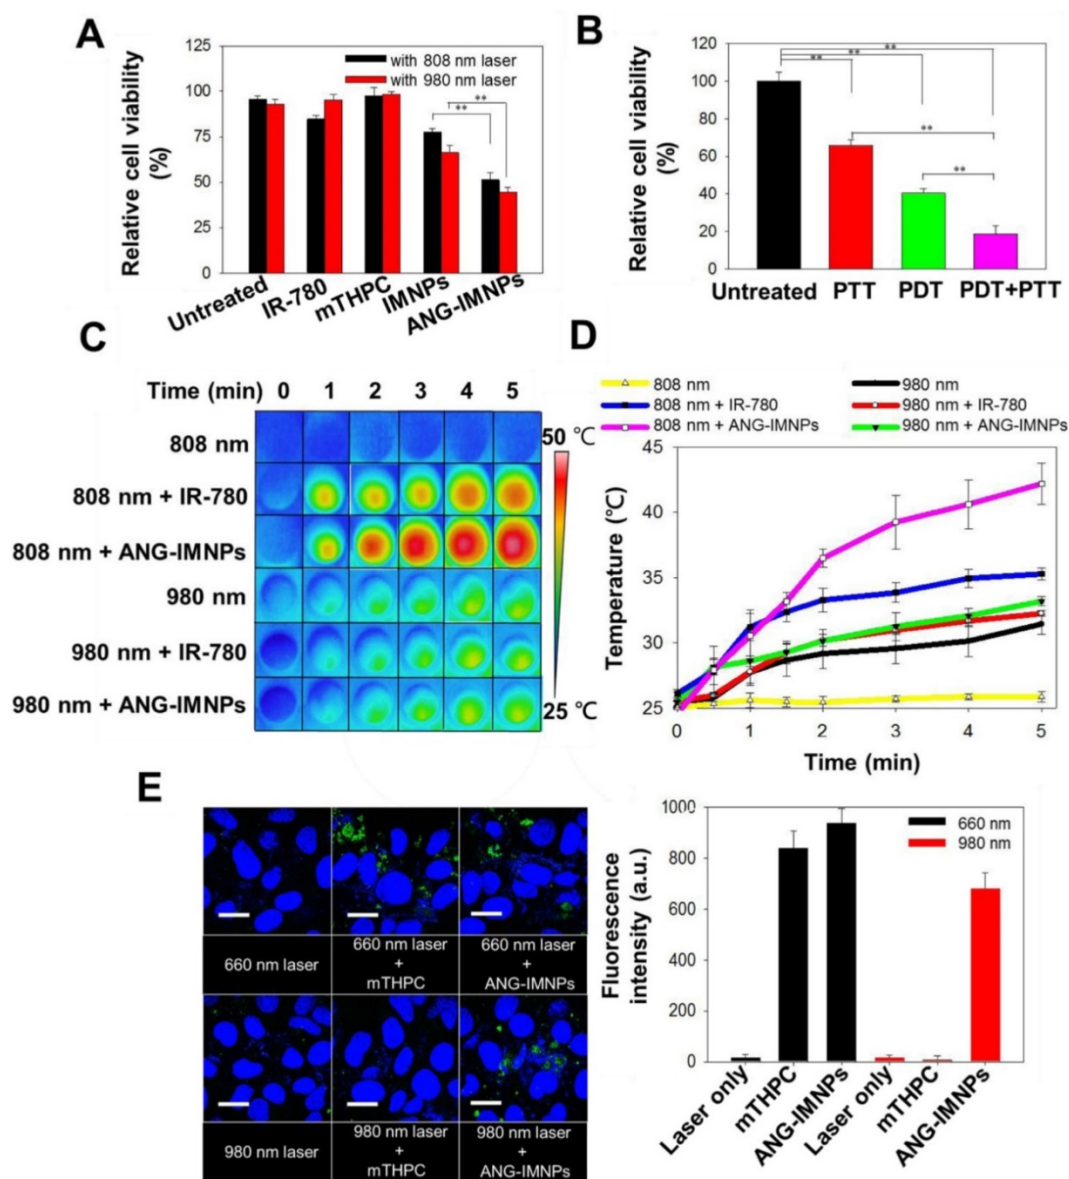 A
Relative cell viability
(%)
125
100
75
50
25
0
with 808 nm laser
with 980 nm laser
**
**
Untreated
IR-780
mTHPC
IMNPs
ANG-IMNPs
B
Relative cell viability
(%)
120
100
80
60
40
20
0
**
**
**
**
**
Untreated PTT PDT PDT+PTT
C
Time (min) 0 1 2 3 4 5
808 nm
808 nm + IR-780
808 nm + ANG-IMNPs
980 nm
980 nm + IR-780
980 nm + ANG-IMNPs
50 ℃
25 ℃
D
808 nm
808 nm + IR-780
808 nm + ANG-IMNPs
980 nm
980 nm + IR-780
980 nm + ANG-IMNPs
Temperature (℃)
45
40
35
30
25
0 1 2 3 4 5
Time (min)
E
660 nm laser
660 nm laser
+
mTHPC
660 nm laser
+
ANG-IMNPs
980 nm laser
980 nm laser
+
mTHPC
980 nm laser
+
ANG-IMNPs
Fluorescence
intensity (a.u.)
1000
800
600
400
200
0
660 nm
980 nm
Laser only
mTHPC
ANG-IMNPs
Laser only
mTHPC
ANG-IMNPs